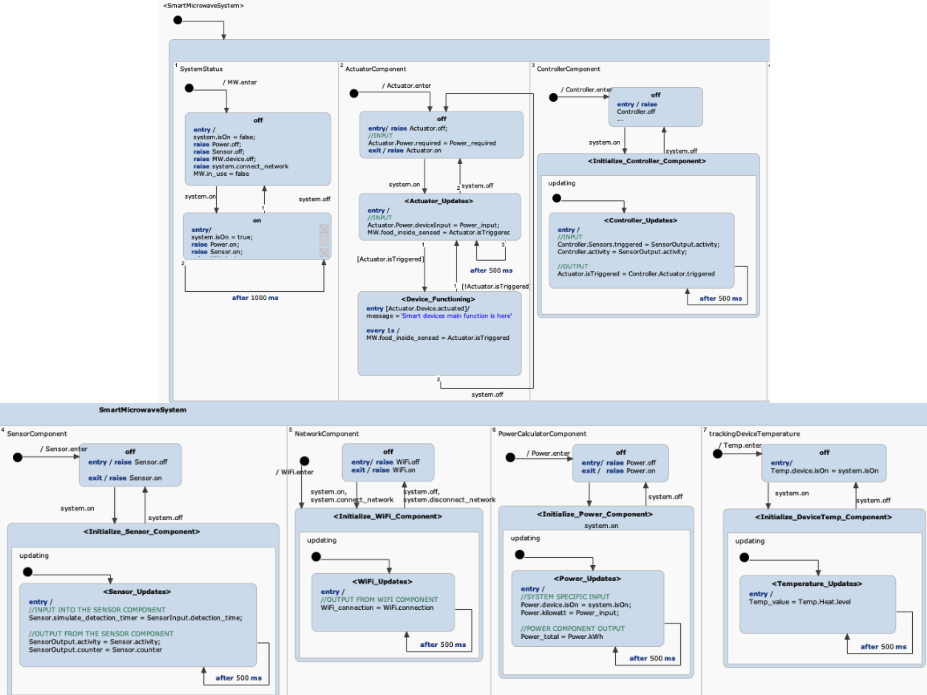 <SmartMicrowaveSystem>
1
SystemStatus
/ MW.enter
off
entry /
system.isOn = false;
raise Power.off;
raise Sensor.off;
raise MW.device.off;
raise system.connect_network
MW.in_use = false
system.on
system.off
1
on
entry/
system.isOn = true;
raise Power.on;
raise Sensor.on;
2
after 1000 ms
2
ActuatorComponent
/ Actuator.enter
off
entry/ raise Actuator.off;
//INPUT
Actuator.Power.required = Power_required
exit / raise Actuator.on
system.on
system.off
2
<Actuator_Updates>
entry /
//INPUT
Actuator.Power.deviceInput = Power_input;
MW.food_inside_sensed = Actuator.isTriggerec
1
3
[Actuator.isTriggered]
after 500 ms
1
[!Actuator.isTriggered]
<Device_Functioning>
entry [Actuator.Device.actuated]/
message = 'Smart devices main function is here'
every 1s /
MW.food_inside_sensed = Actuator.isTriggered
2
system.off
3
ControllerComponent
/ Controller.enter
off
entry / raise
Controller.off
...
system.on
system.off
<Initialize_Controller_Component>
updating
<Controller_Updates>
entry /
//INPUT
Controller.Sensors.triggered = SensorOutput.activity;
Controller.activity = SensorOutput.activity;
//OUTPUT
Actuator.isTriggered = Controller.Actuator.triggered
after 500 ms
SmartMicrowaveSystem
4
SensorComponent
/ Sensor.enter
off
entry / raise Sensor.off
exit / raise Sensor.on
system.on
system.off
<Initialize_Sensor_Component>
updating
<Sensor_Updates>
entry /
//INPUT INTO THE SENSOR COMPONENT
Sensor.simulate_detection_timer = SensorInput.detection_time;
//OUTPUT FROM THE SENSOR COMPONENT
SensorOutput.activity = Sensor.activity;
SensorOutput.counter = Sensor.counter
after 500 ms
5
NetworkComponent
/ WiFi.enter
off
entry/ raise WiFi.off
exit / raise WiFi.on
system.on,
system.connect_network
system.off,
system.disconnect_network
<Initialize_WiFi_Component>
updating
<WiFi_Updates>
entry /
//OUTPUT FROM WIFI COMPONENT
WiFi_connection = WiFi.connection
after 500 ms
6
PowerCalculatorComponent
/ Power.enter
off
entry/ raise Power.off
exit / raise Power.on
system.off
<Initialize_Power_Component>
system.on
updating
<Power_Updates>
entry /
//SYSTEM SPECIFIC INPUT
Power.device.isOn = system.isOn;
Power.kilowatt = Power_input;
//POWER COMPONENT OUTPUT
Power_total = Power.kWh
after 500 ms
7
trackingDeviceTemperature
/ Temp.enter
off
entry /
Temp.device.isOn = system.isOn
system.on
system.off
<Initialize_DeviceTemp_Component>
updating
<Temperature_Updates>
entry /
Temp_value = Temp.Heat.level
after 500 ms